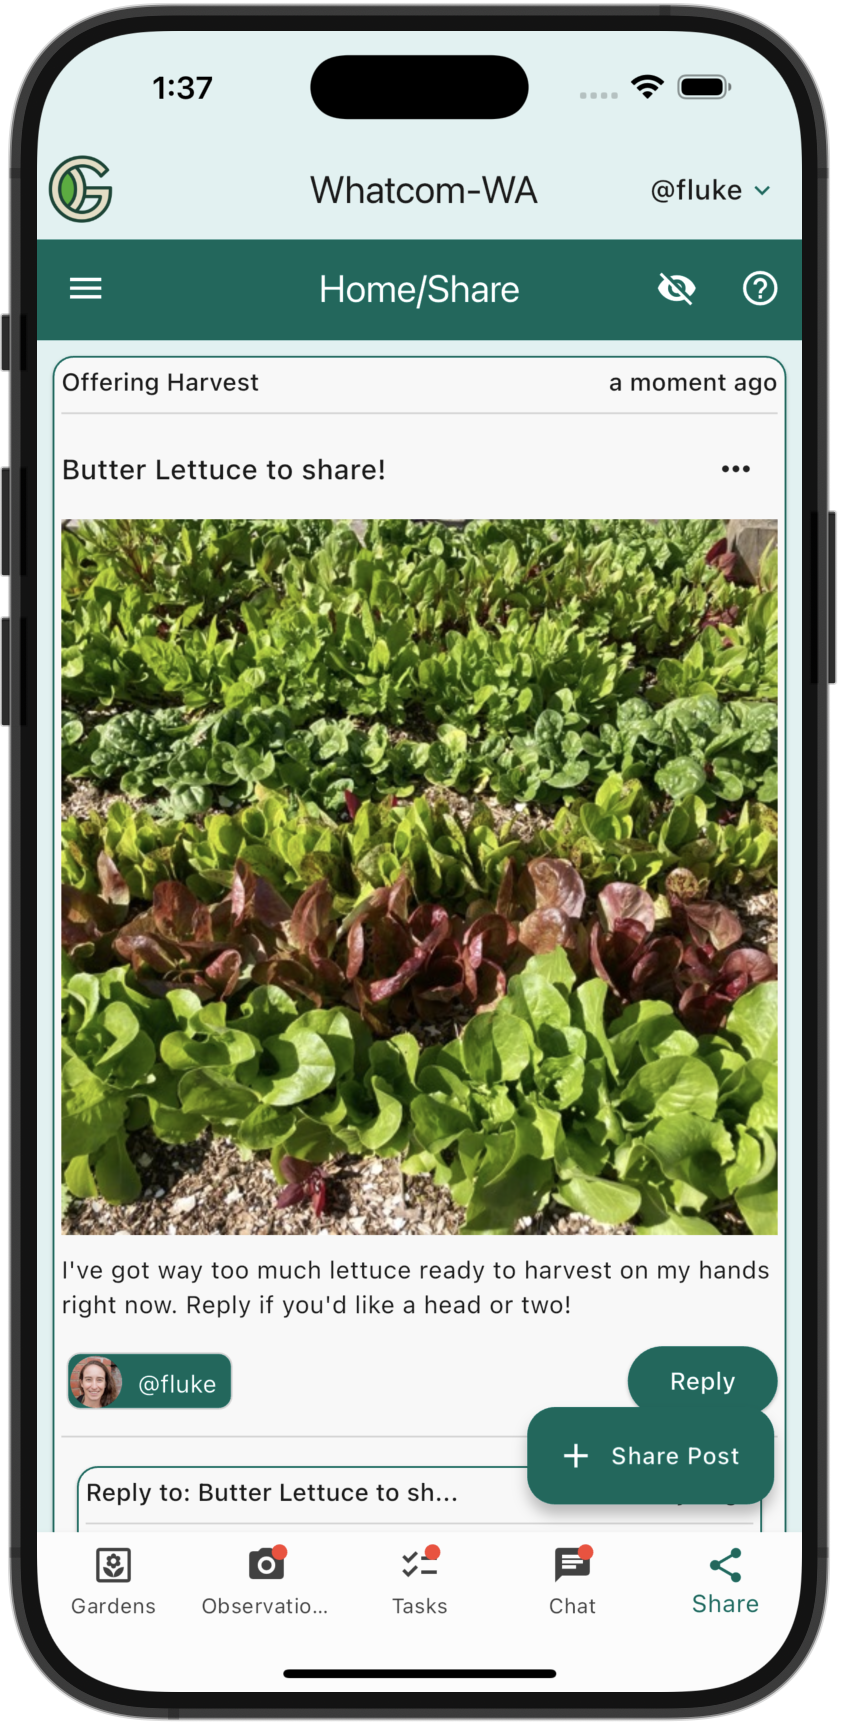 1:37
Whatcom-WA
@fluke
Home/Share
Offering Harvest
a moment ago
Butter Lettuce to share!
I've got way too much lettuce ready to harvest on my hands
right now. Reply if you'd like a head or two!
@fluke
Reply
Share Post
Reply to: Butter Lettuce to sh...
Gardens
Observatio...
Tasks
Chat
Share